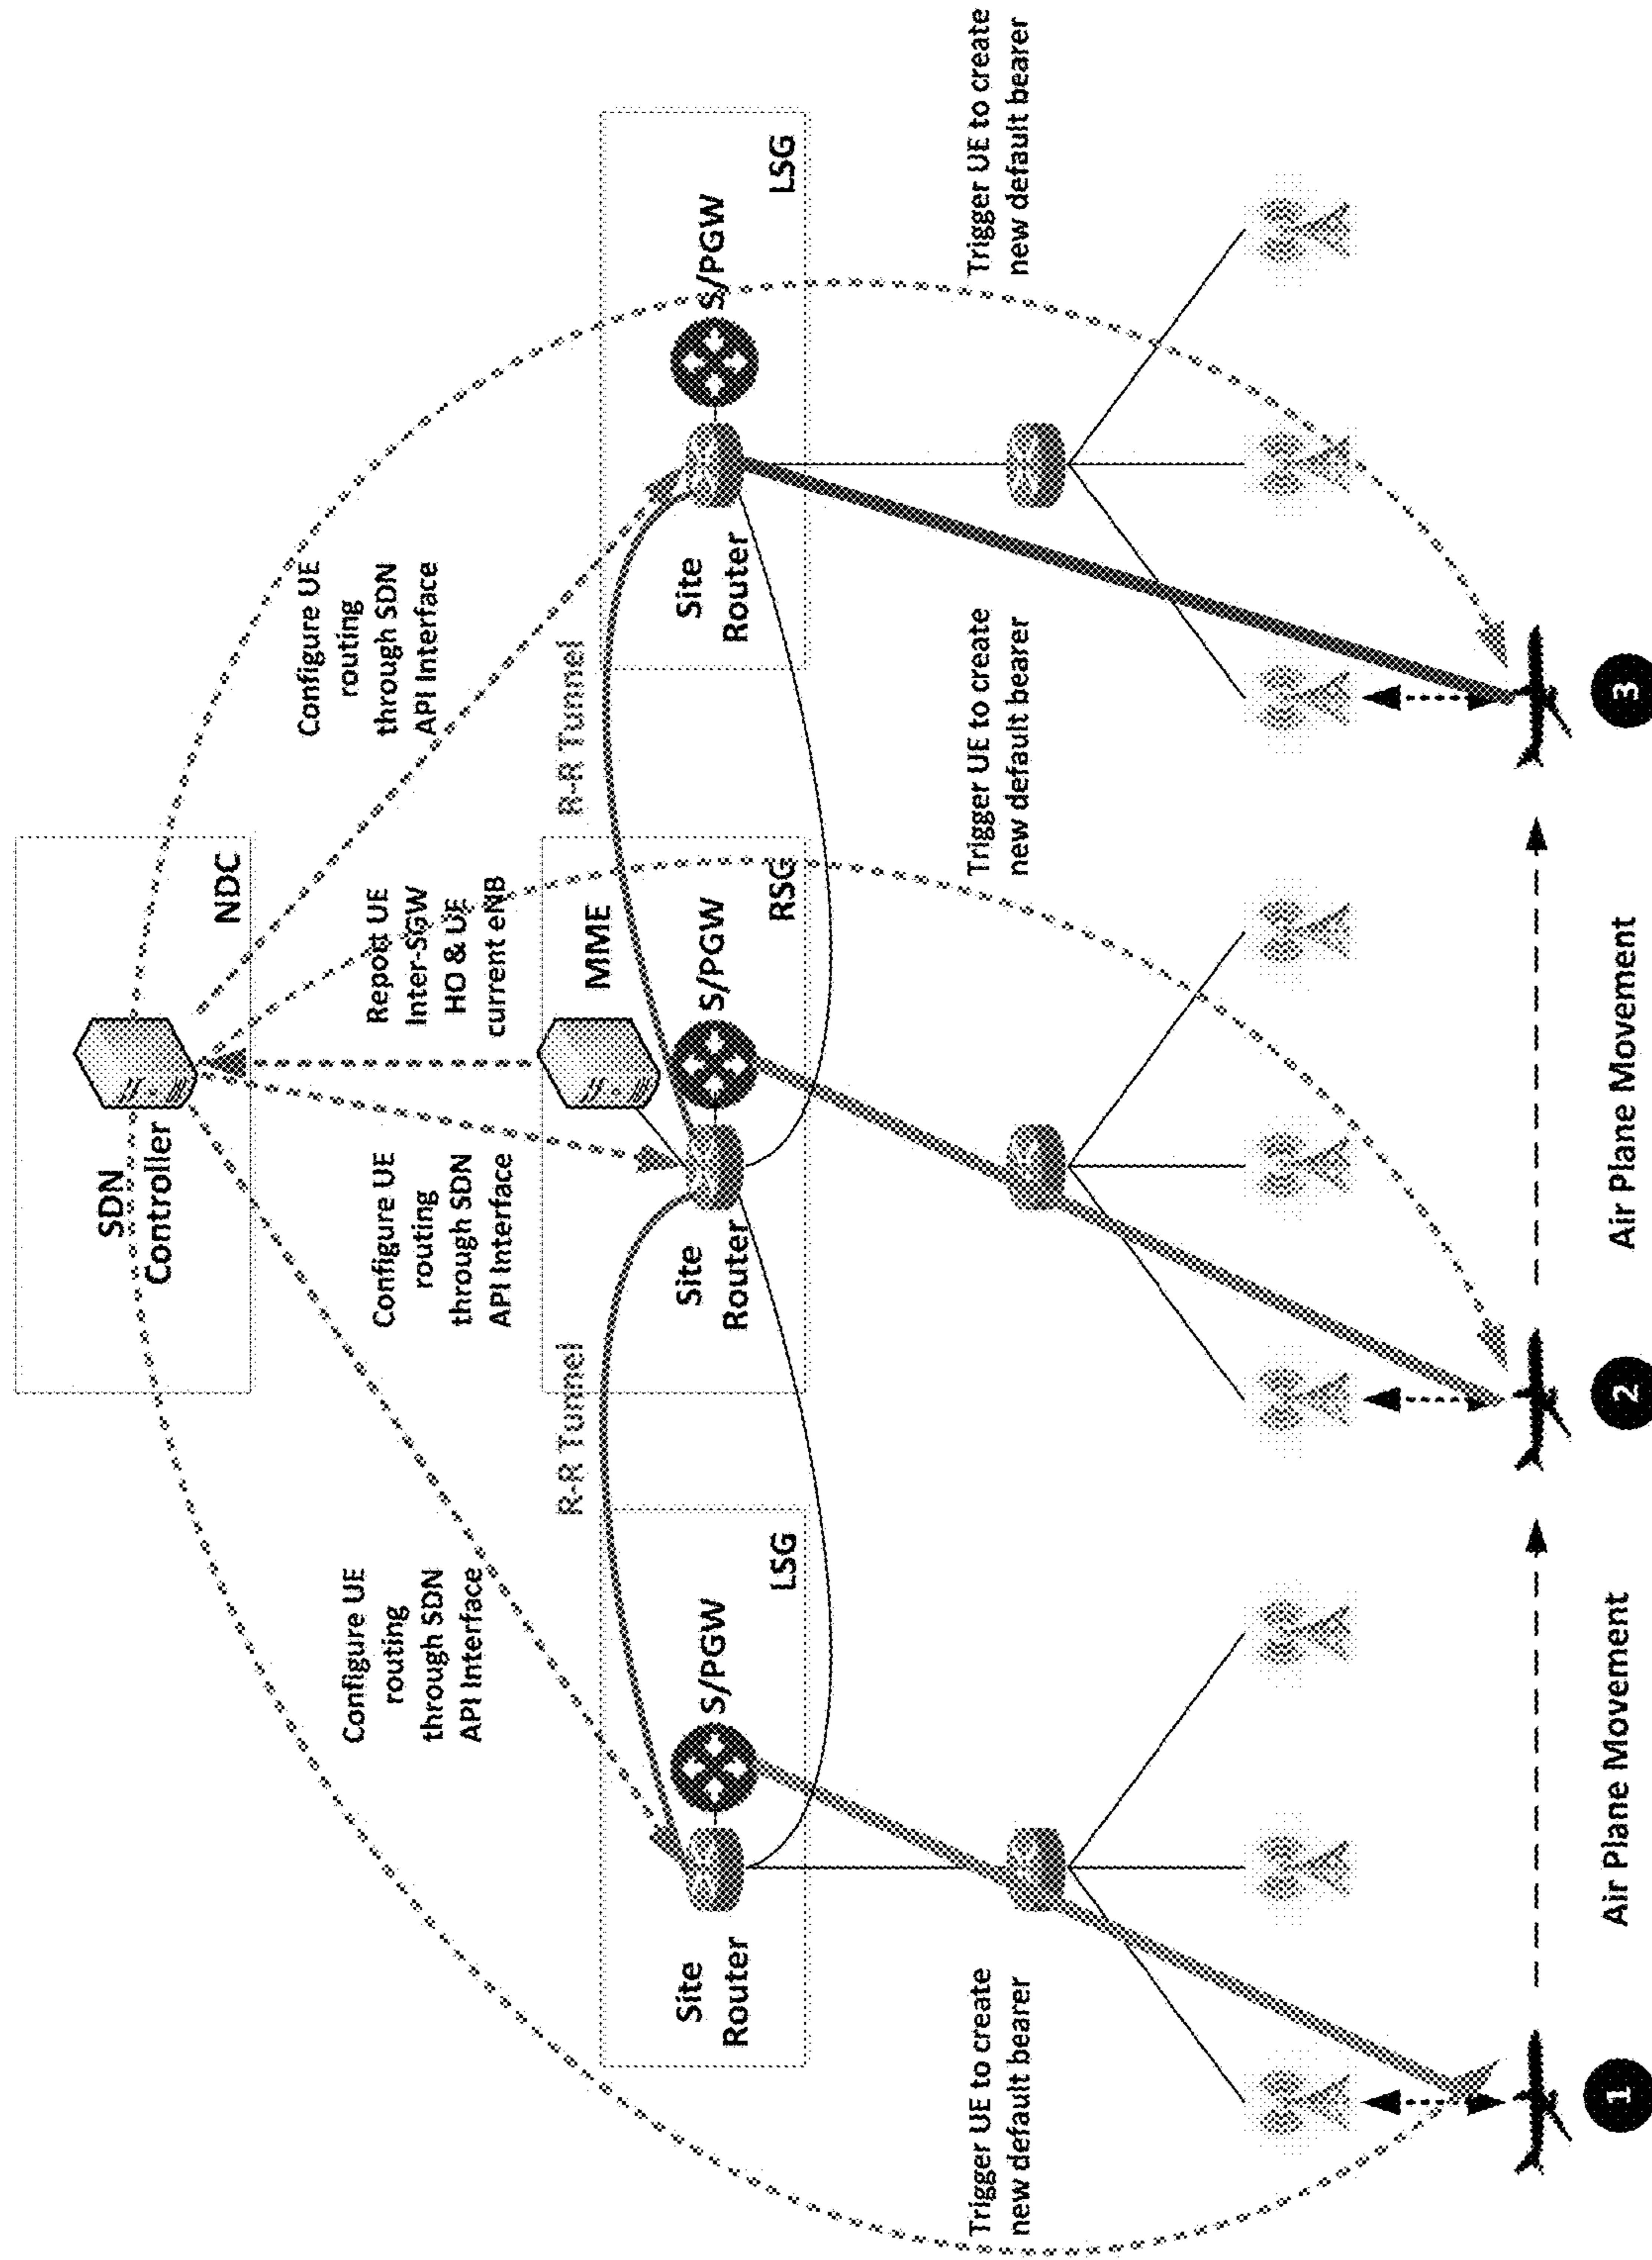 SDN
Controller
NDC
Configure UE
routing
through SDN
API Interface
Configure UE
routing
through SDN
API Interface
Report UE
Inter-SGW
HO & UE
current eNB
Configure UE
routing
through SDN
API Interface
R-R Tunnel
R-R Tunnel
MME
Site
Router
S/PGW
LSG
Site
Router
S/PGW
RSG
Site
Router
S/PGW
LSG
Trigger UE to create
new default bearer
Trigger UE to create
new default bearer
Trigger UE to create
new default bearer
1
Air Plane Movement
2
Air Plane Movement
3